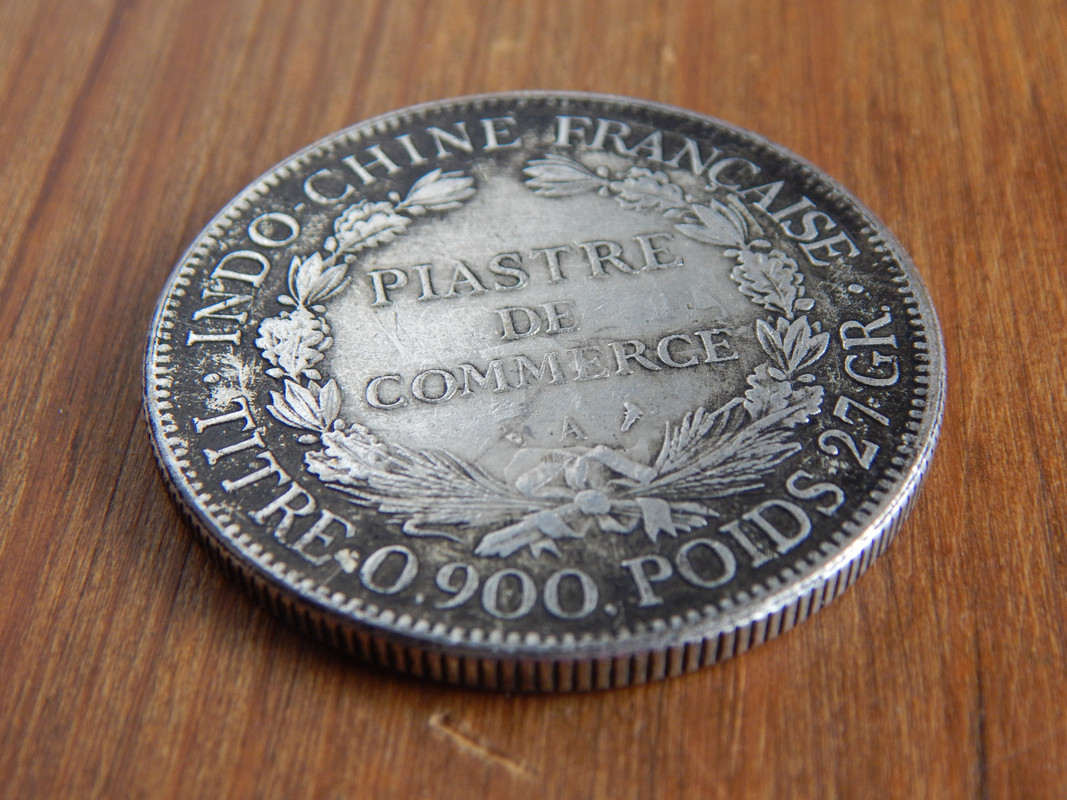 INDO-CHINE FRANÇAISE
PIASTRE
DE
COMMERCE
A
· TITRE 0.900. POIDS 27 GR. ·